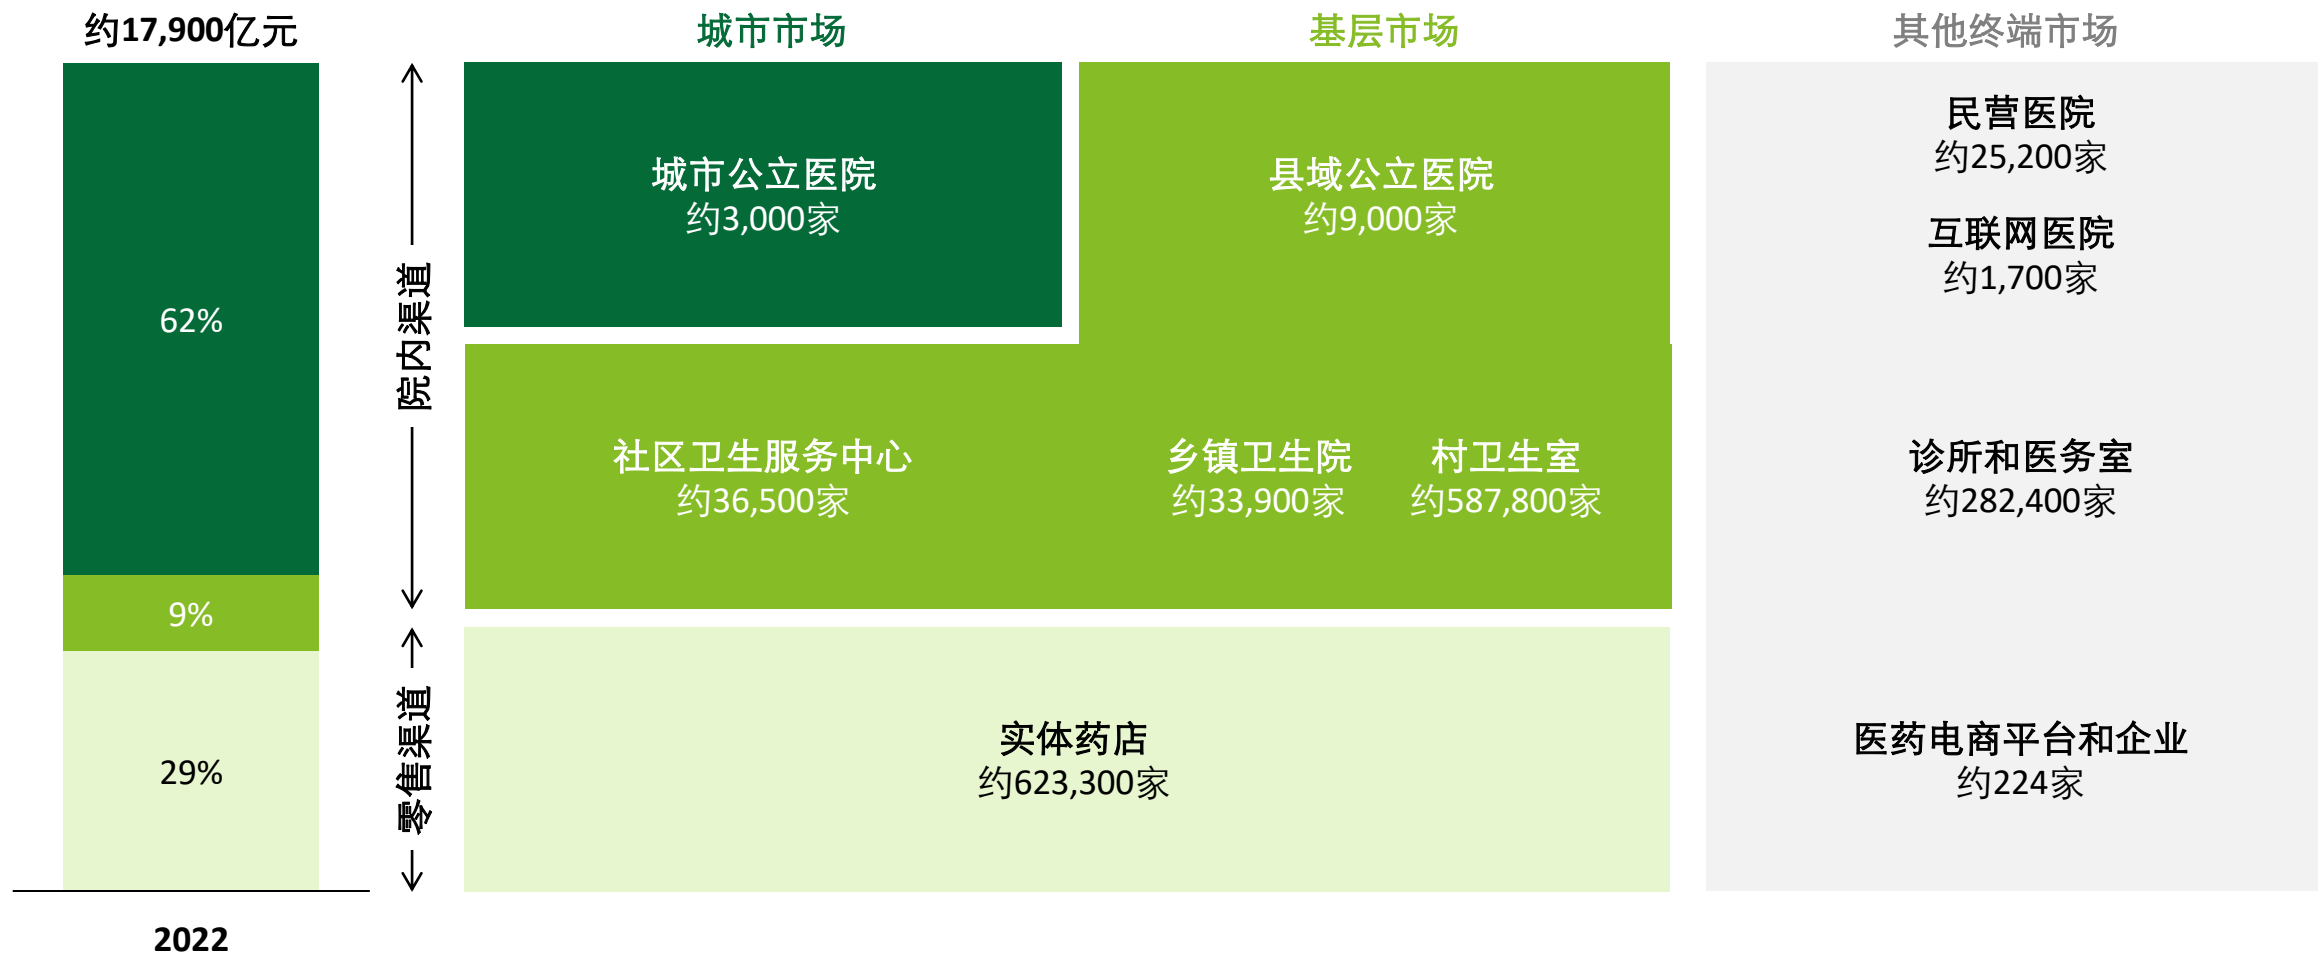 约17,900亿元
城市市场
基层市场
其他终端市场
62%
9%
29%
2022
院内渠道
零售渠道
城市公立医院
约3,000家
县域公立医院
约9,000家
社区卫生服务中心
约36,500家
乡镇卫生院
约33,900家
村卫生室
约587,800家
实体药店
约623,300家
民营医院
约25,200家
互联网医院
约1,700家
诊所和医务室
约282,400家
医药电商平台和企业
约224家